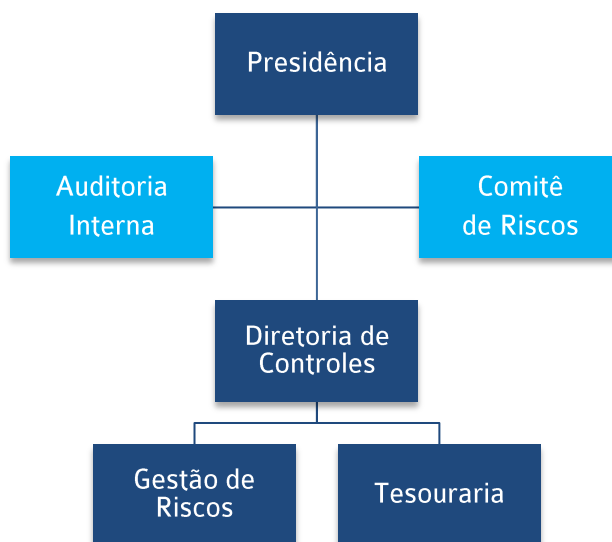 Presidência
Auditoria
Interna
Comitê
de Riscos
Diretoria de
Controles
Gestão de
Riscos
Tesouraria